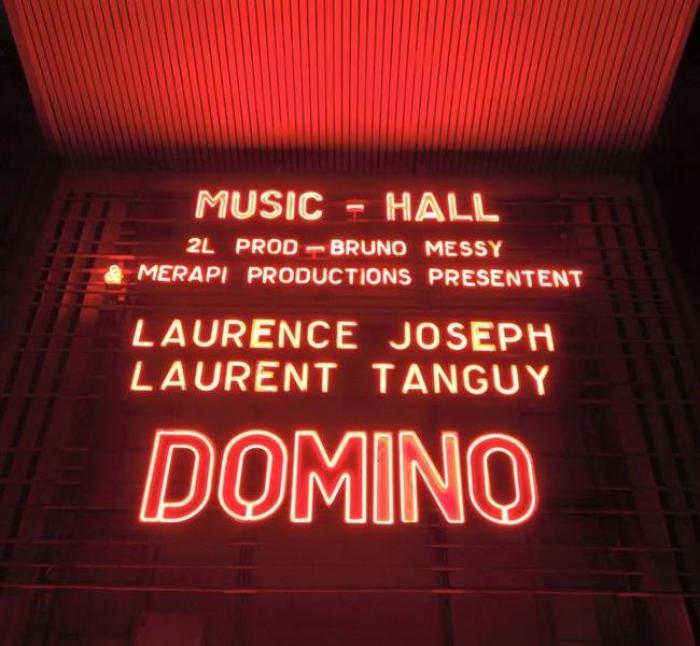 MUSIC - HALL
2L PROD - BRUNO MESSY
& MERAPI PRODUCTIONS PRESENTENT
LAURENCE JOSEPH
LAURENT TANGUY
DOMINO